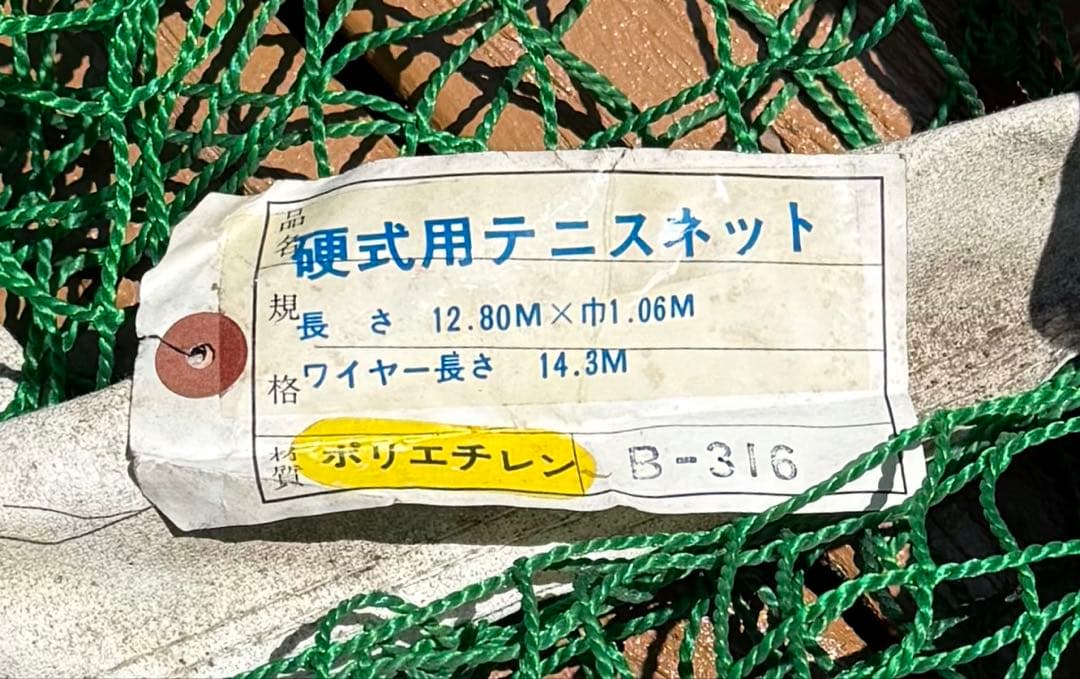 品名 硬式用テニスネット
規格 長さ 12.80M×巾1.06M
ワイヤー長さ 14.3M
材質 ポリエチレン B-316